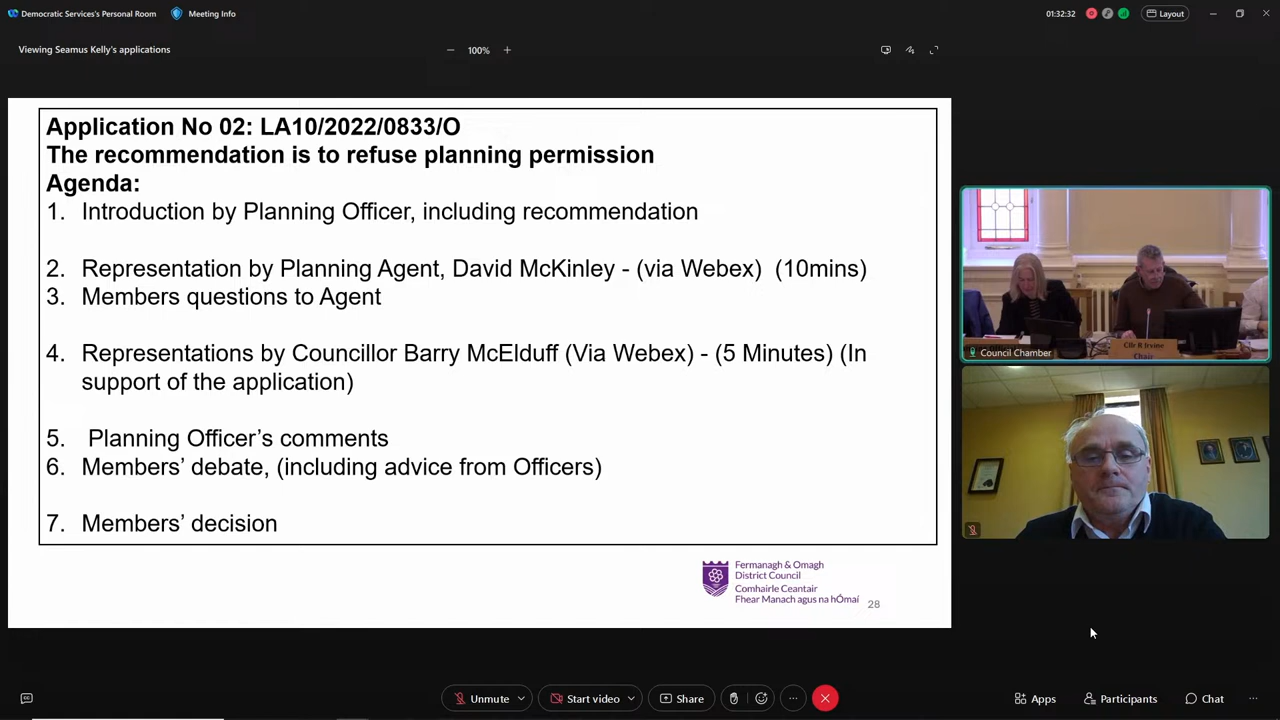 Democratic Services's Personal Room
Meeting Info
01:32:32
Layout
Viewing Seamus Kelly's applications
100%
Application No 02: LA10/2022/0833/O
The recommendation is to refuse planning permission
Agenda:
1. Introduction by Planning Officer, including recommendation
2. Representation by Planning Agent, David McKinley - (via Webex) (10mins)
3. Members questions to Agent
4. Representations by Councillor Barry McElduff (Via Webex) - (5 Minutes) (In
support of the application)
5. Planning Officer’s comments
6. Members’ debate, (including advice from Officers)
7. Members’ decision
Fermanagh & Omagh
District Council
Comhairle Ceantair
Fhear Manach agus na hÓmaí
28
Cllr R Irvine
Chair
Council Chamber
Unmute
Start video
Share
Apps
Participants
Chat